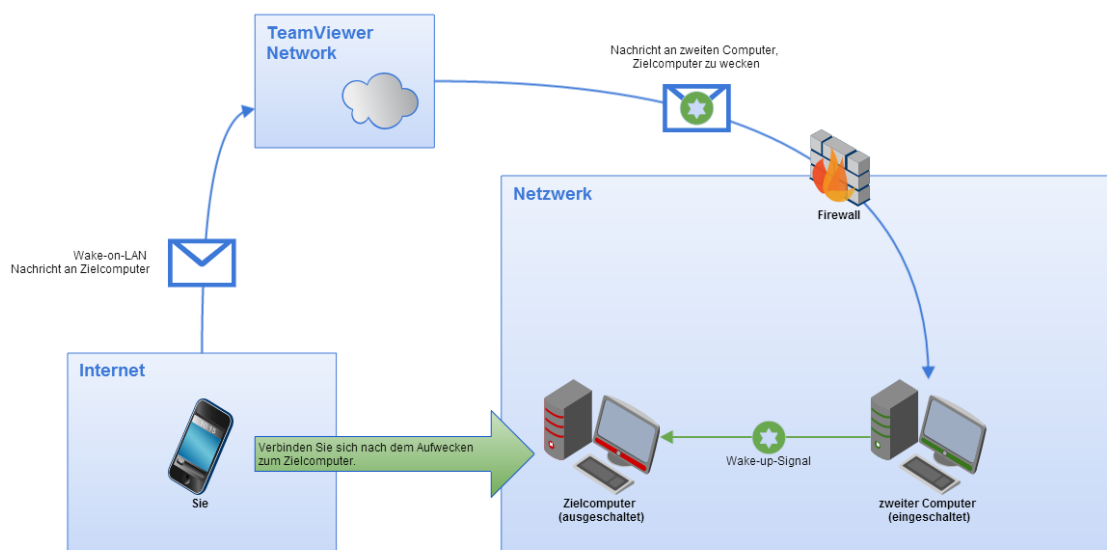 TeamViewer
Network
Nachricht an zweiten Computer,
Zielcomputer zu wecken
Netzwerk
Firewall
Wake-on-LAN
Nachricht an Zielcomputer
Internet
Verbinden Sie sich nach dem Aufwecken
zum Zielcomputer.
Sie
Wake-up-Signal
Zielcomputer
(ausgeschaltet)
zweiter Computer
(eingeschaltet)